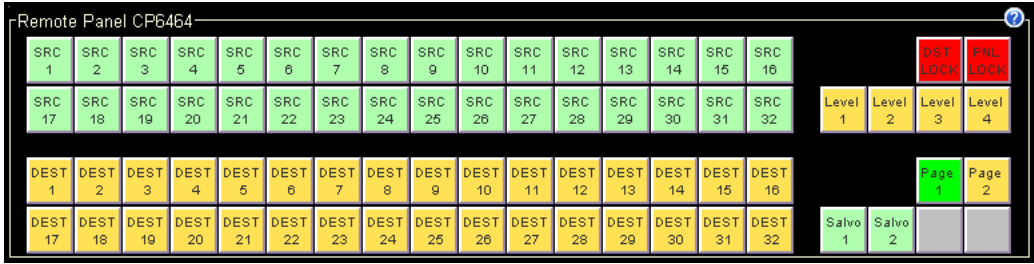 Remote Panel CP6464 ?
SRC SRC SRC SRC SRC SRC SRC SRC SRC SRC SRC SRC SRC SRC SRC SRC DST PNL
1 2 3 4 5 6 7 8 9 10 11 12 13 14 15 16 LOCK LOCK
SRC SRC SRC SRC SRC SRC SRC SRC SRC SRC SRC SRC SRC SRC SRC SRC Level Level Level Level
17 18 19 20 21 22 23 24 25 26 27 28 29 30 31 32 1 2 3 4
DEST DEST DEST DEST DEST DEST DEST DEST DEST DEST DEST DEST DEST DEST DEST DEST Page Page
1 2 3 4 5 6 7 8 9 10 11 12 13 14 15 16 1 2
DEST DEST DEST DEST DEST DEST DEST DEST DEST DEST DEST DEST DEST DEST DEST DEST Salvo Salvo
17 18 19 20 21 22 23 24 25 26 27 28 29 30 31 32 1 2